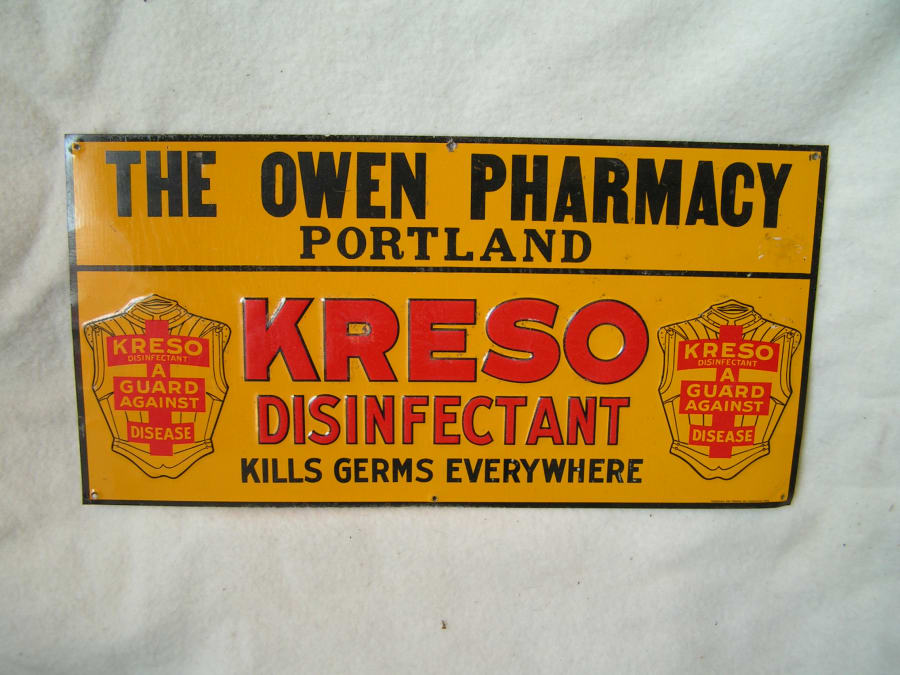 THE OWEN PHARMACY
PORTLAND
KRESO
DISINFECTANT
KILLS GERMS EVERYWHERE
KRESO
DISINFECTANT
A
GUARD
AGAINST
DISEASE
KRESO
DISINFECTANT
A
GUARD
AGAINST
DISEASE